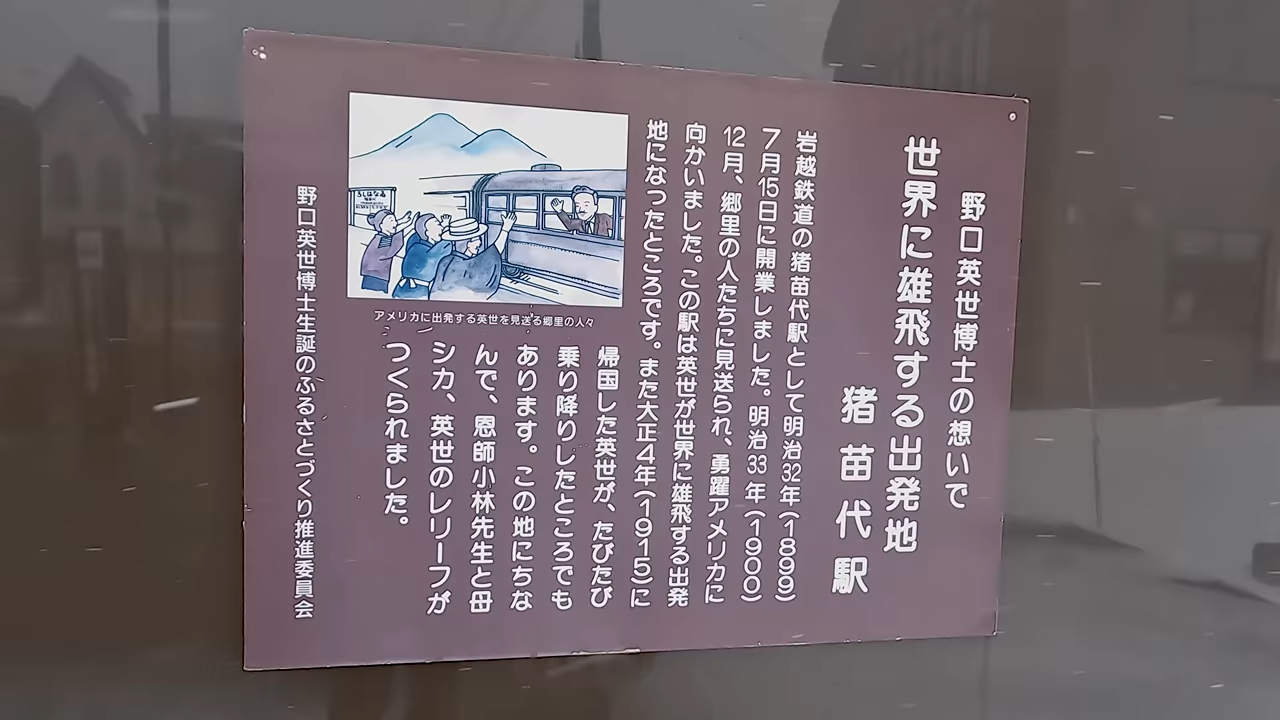 野口英世博士の想いで
世界に雄飛する出発地
猪苗代駅
岩越鉄道の猪苗代駅として明治32年(1899)
7月15日に開業しました。明治33年(1900)
12月、郷里の人たちに見送られ、勇躍アメリカに
向かいました。この駅は英世が世界に雄飛する出発
地になったところです。また大正4年(1915)に
帰国した英世が、たびたび
乗り降りしたところでも
あります。この地にちな
んで、恩師小林先生と母
シカ、英世のレリーフが
つくられました。
アメリカに出発する英世を見送る郷里の人々
野口英世博士生誕のふるさとづくり推進委員会